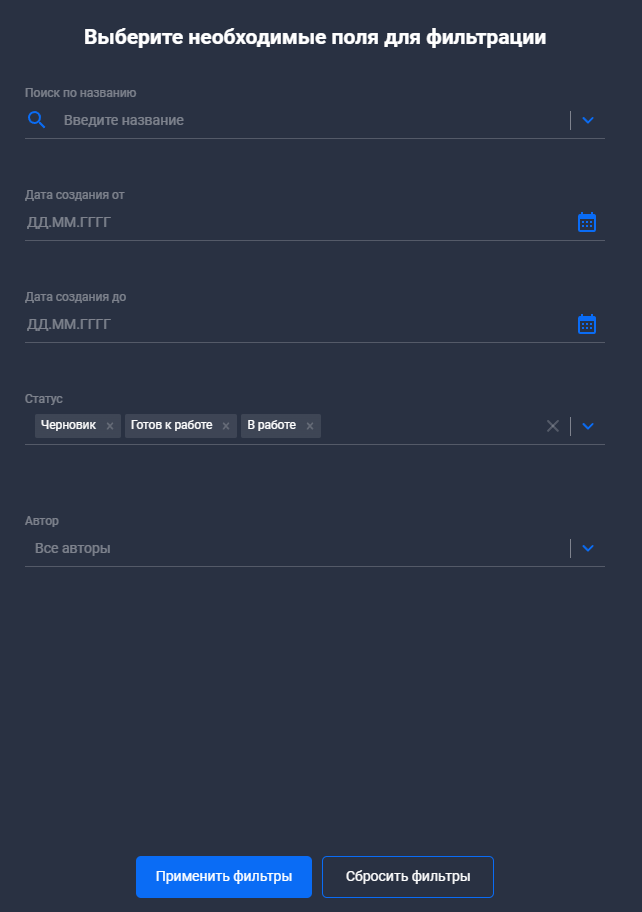 Выберите необходимые поля для фильтрации
Поиск по названию
Введите название
Дата создания от
ДД.ММ.ГГГГ
Дата создания до
ДД.ММ.ГГГГ
Статус
Черновик × Готов к работе × В работе ×
Автор
Все авторы
Применить фильтры Сбросить фильтры